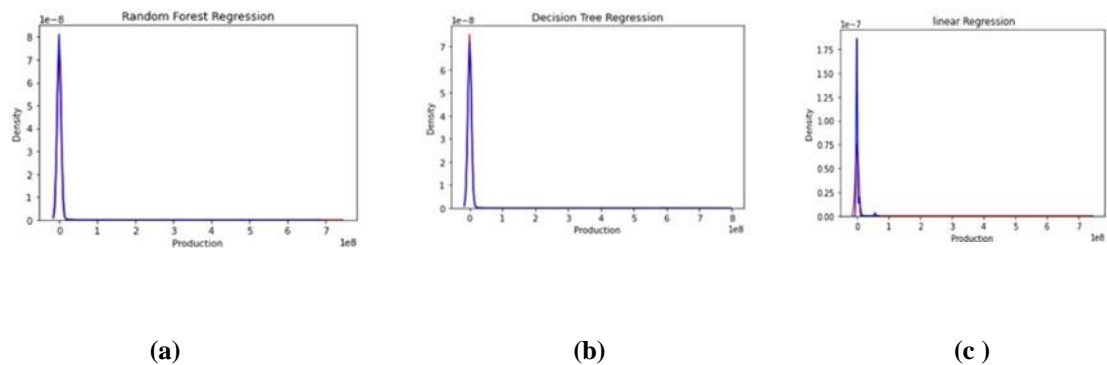 Random Forest Regression
1e-8
8
7
6
5
4
3
2
1
0
Density
0 1 2 3 4 5 6 7
1e8
Production
Decision Tree Regression
1e-8
7
6
5
4
3
2
1
0
Density
0 1 2 3 4 5 6 7 8
1e8
Production
linear Regression
1e-7
1.75
1.50
1.25
1.00
0.75
0.50
0.25
0.00
Density
0 1 2 3 4 5 6 7
1e8
Production
(a) (b) (c )